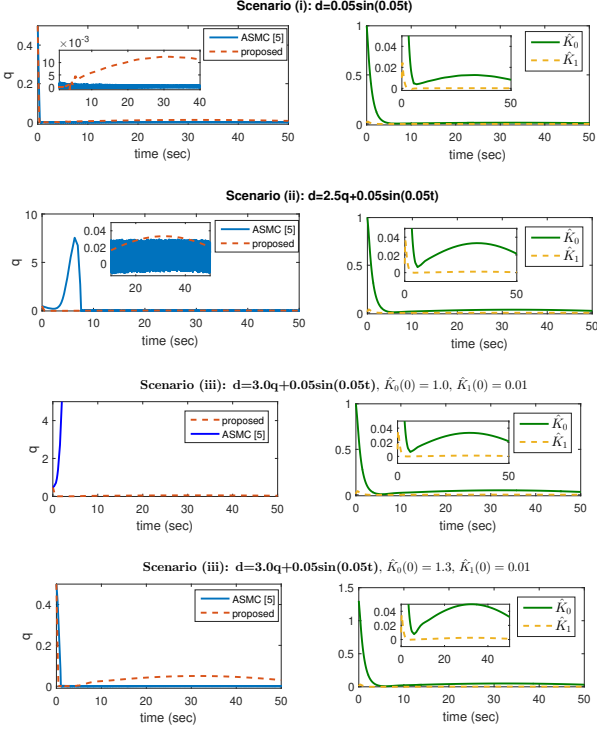 Scenario (i): d=0.05sin(0.05t)
0.4
0.2
0
q
×10⁻³
10
5
0
10 20 30 40
ASMC [5]
proposed
0 10 20 30 40 50
time (sec)
1
0.5
0
0.04
0.02
0
0 50
K̂₀
K̂₁
0 10 20 30 40 50
time (sec)
Scenario (ii): d=2.5q+0.05sin(0.05t)
10
5
0
q
0.04
0.02
0
20 40
ASMC [5]
proposed
0 10 20 30 40 50
time (sec)
1
0.5
0
0.04
0.02
0
0 50
K̂₀
K̂₁
0 10 20 30 40 50
time (sec)
Scenario (iii): d=3.0q+0.05sin(0.05t), K̂₀(0) = 1.0, K̂₁(0) = 0.01
4
2
0
q
proposed
ASMC [5]
0 10 20 30 40 50
time (sec)
1
0.5
0
0.04
0.02
0
0 50
K̂₀
K̂₁
0 10 20 30 40 50
time (sec)
Scenario (iii): d=3.0q+0.05sin(0.05t), K̂₀(0) = 1.3, K̂₁(0) = 0.01
0.4
0.2
0
q
ASMC [5]
proposed
0 10 20 30 40 50
time (sec)
1.5
1
0.5
0
0.04
0.02
0
0 20 40
K̂₀
K̂₁
0 10 20 30 40 50
time (sec)